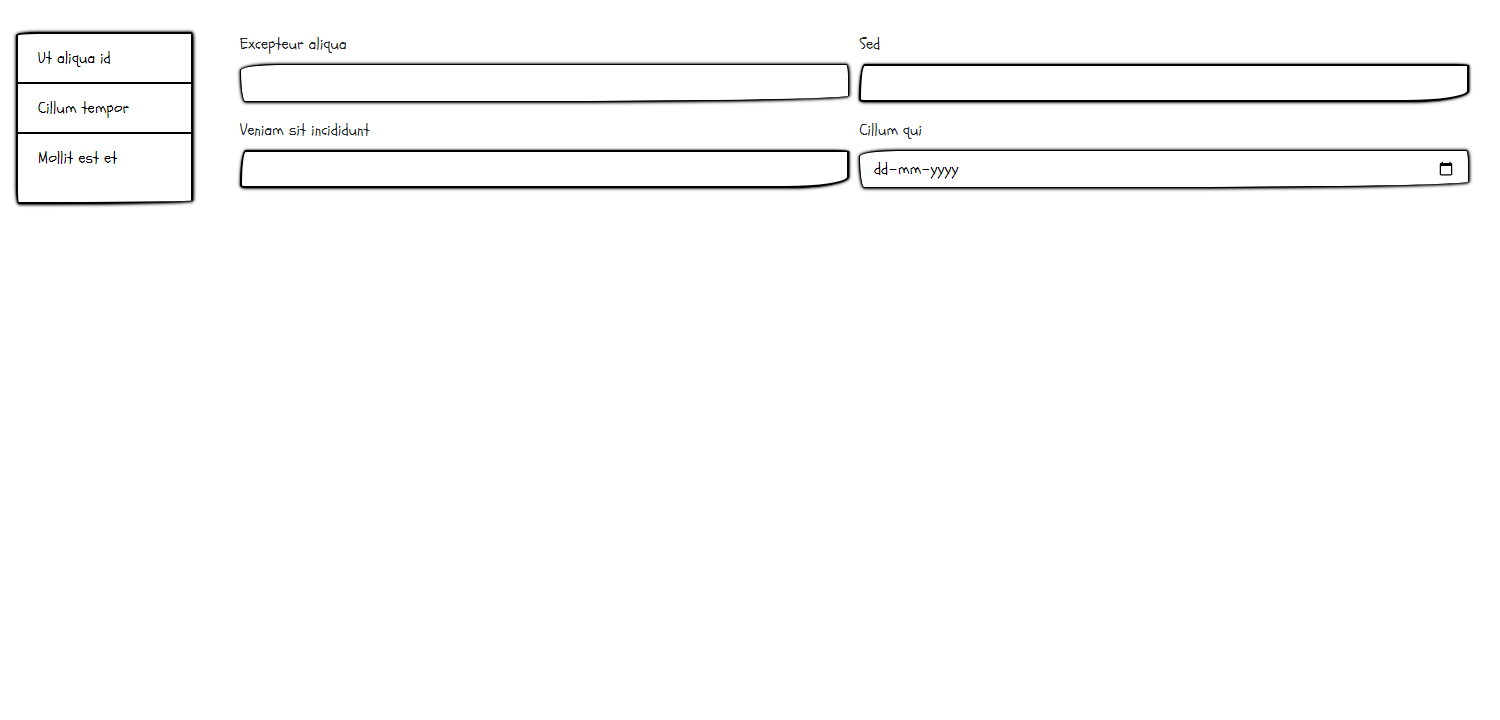 Ut aliqua id
Cillum tempor
Mollit est et
Excepteur aliqua
Sed
Veniam sit incididunt
Cillum qui
dd-mm-yyyy